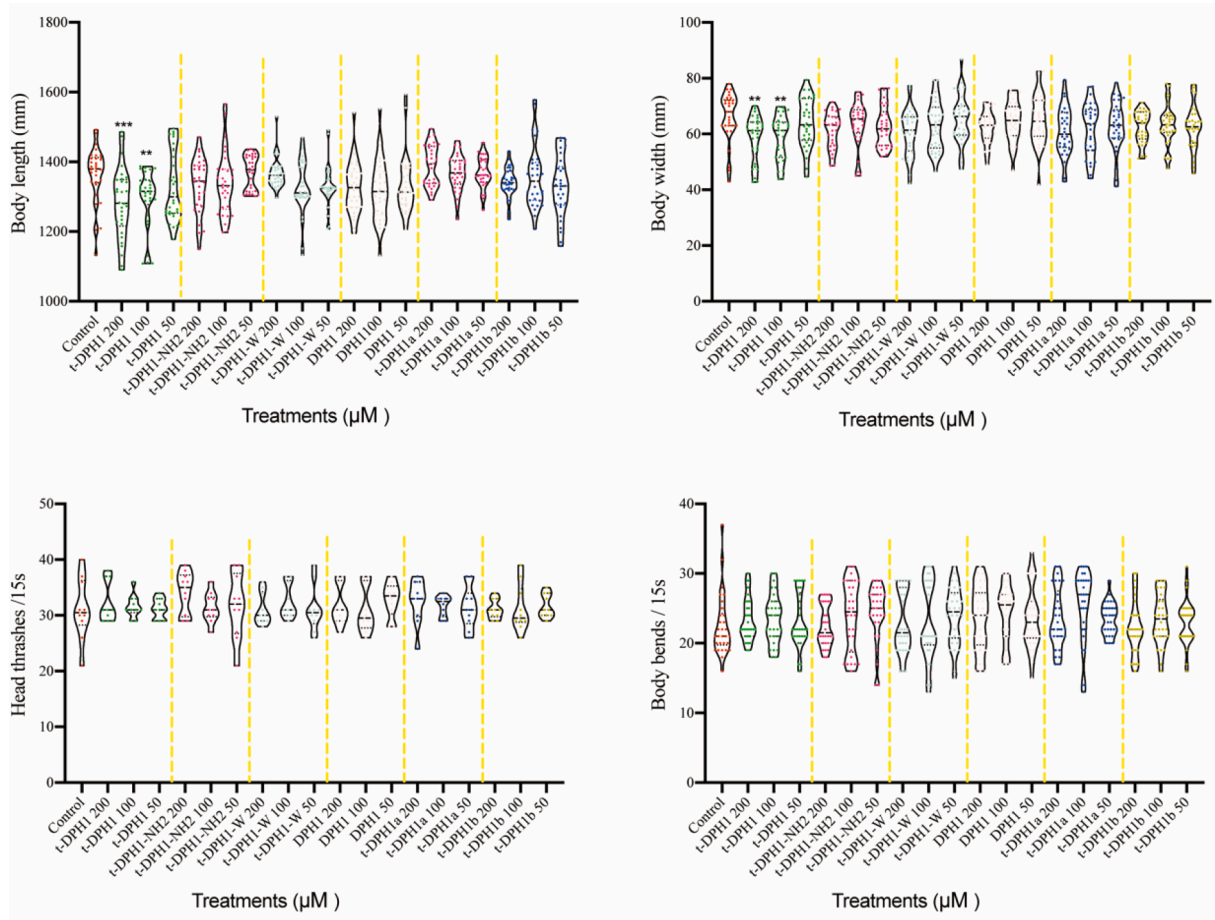 1800
1600
1400
1200
1000
Body length (mm)
***
**
Control
t-DPH1 200
t-DPH1 100
t-DPH1 50
t-DPH1-NH2 200
t-DPH1-NH2 100
t-DPH1-NH2 50
t-DPH1-W 200
t-DPH1-W 100
t-DPH1-W 50
DPH1 200
DPH1100
DPH1 50
t-DPH1a 200
t-DPH1a 100
t-DPH1a 50
t-DPH1b 200
t-DPH1b 100
t-DPH1b 50
Treatments (µM )
100
80
60
40
20
0
Body width (mm)
**
**
Control
t-DPH1 200
t-DPH1 100
t-DPH1 50
t-DPH1-NH2 200
t-DPH1-NH2 100
t-DPH1-NH2 50
t-DPH1-W 200
t-DPH1-W 100
t-DPH1-W 50
DPH1 200
DPH1 100
DPH1 50
t-DPH1a 200
t-DPH1a 100
t-DPH1a 50
t-DPH1b 200
t-DPH1b 100
t-DPH1b 50
Treatments (µM )
50
40
30
20
10
0
Head thrashes /15s
Control
t-DPH1 200
t-DPH1 100
t-DPH1 50
t-DPH1-NH2 200
t-DPH1-NH2 100
t-DPH1-NH2 50
t-DPH1-W 200
t-DPH1-W 100
t-DPH1-W 50
DPH1 200
DPH1 100
DPH1 50
t-DPH1a 200
t-DPH1a 100
t-DPH1a 50
t-DPH1b 200
t-DPH1b 100
t-DPH1b 50
Treatments (µM )
40
30
20
10
0
Body bends / 15s
Control
t-DPH1 200
t-DPH1 100
t-DPH1 50
t-DPH1-NH2 200
t-DPH1-NH2 100
t-DPH1-NH2 50
t-DPH1-W 200
t-DPH1-W 100
t-DPH1-W 50
DPH1 200
DPH1 100
DPH1 50
t-DPH1a 200
t-DPH1a 100
t-DPH1a 50
t-DPH1b 200
t-DPH1b 100
t-DPH1b 50
Treatments (µM )